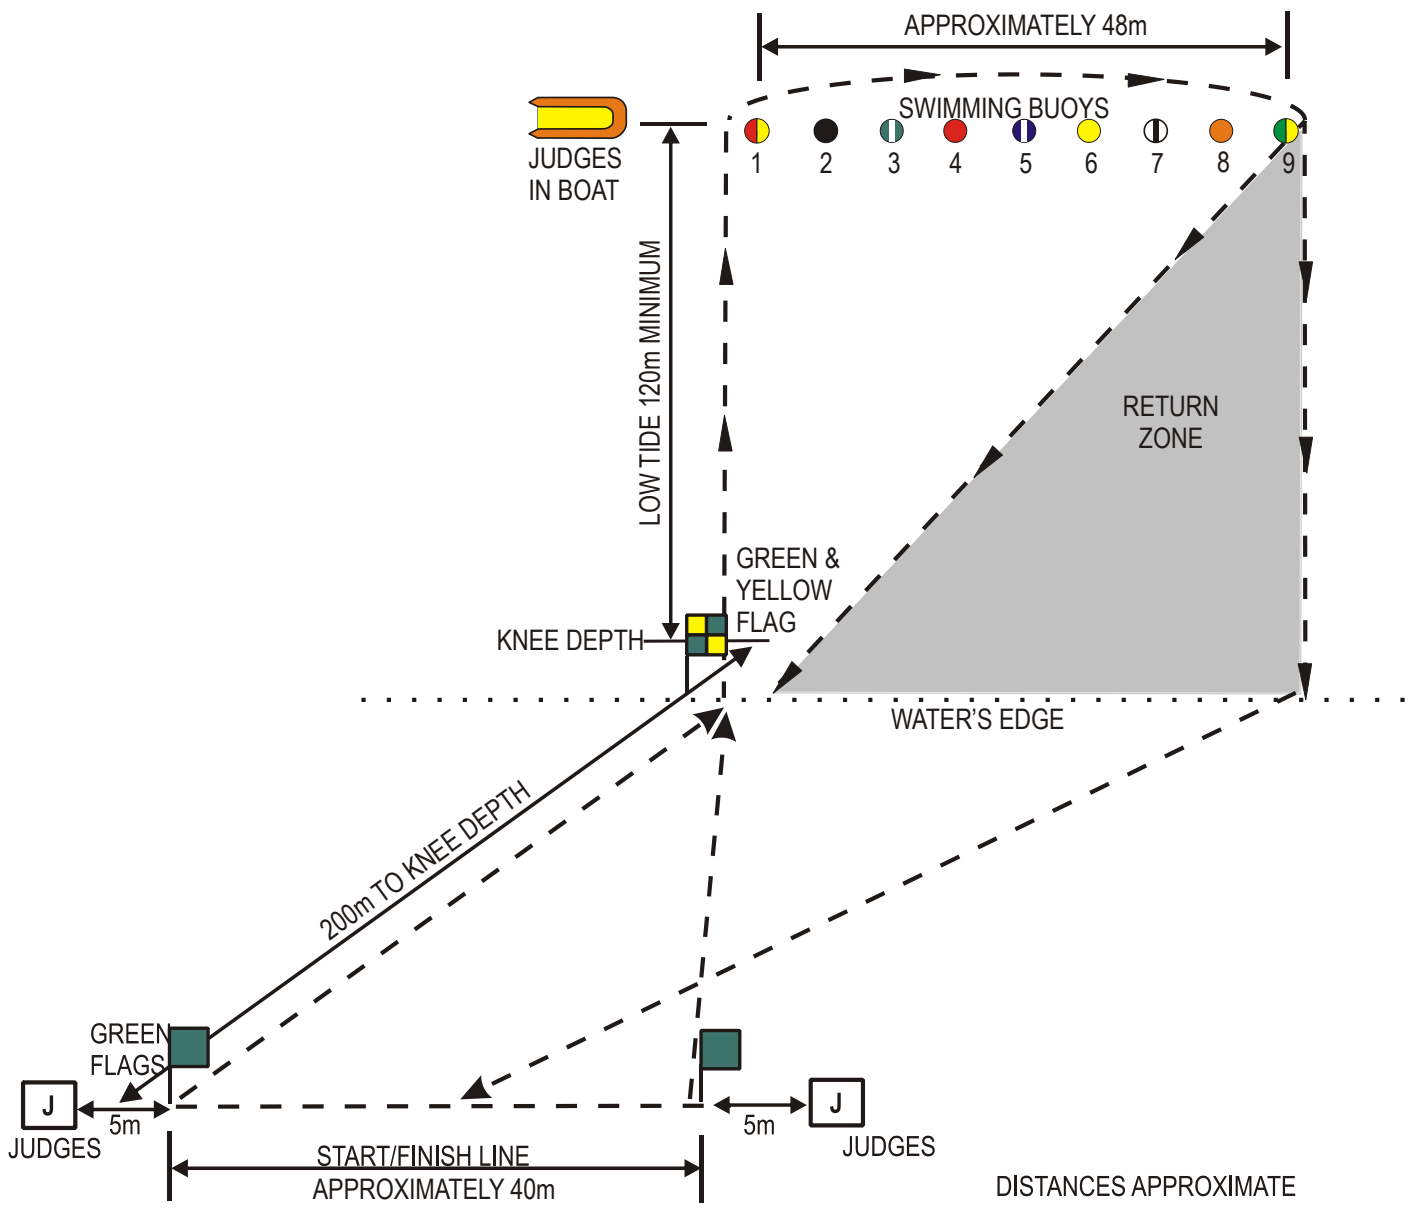 APPROXIMATELY 48m
SWIMMING BUOYS
1 2 3 4 5 6 7 8 9
JUDGES
IN BOAT
LOW TIDE 120m MINIMUM
RETURN
ZONE
GREEN &
YELLOW
FLAG
KNEE DEPTH
WATER'S EDGE
200m TO KNEE DEPTH
GREEN
FLAGS
J
5m
JUDGES
J
5m
JUDGES
START/FINISH LINE
APPROXIMATELY 40m
DISTANCES APPROXIMATE